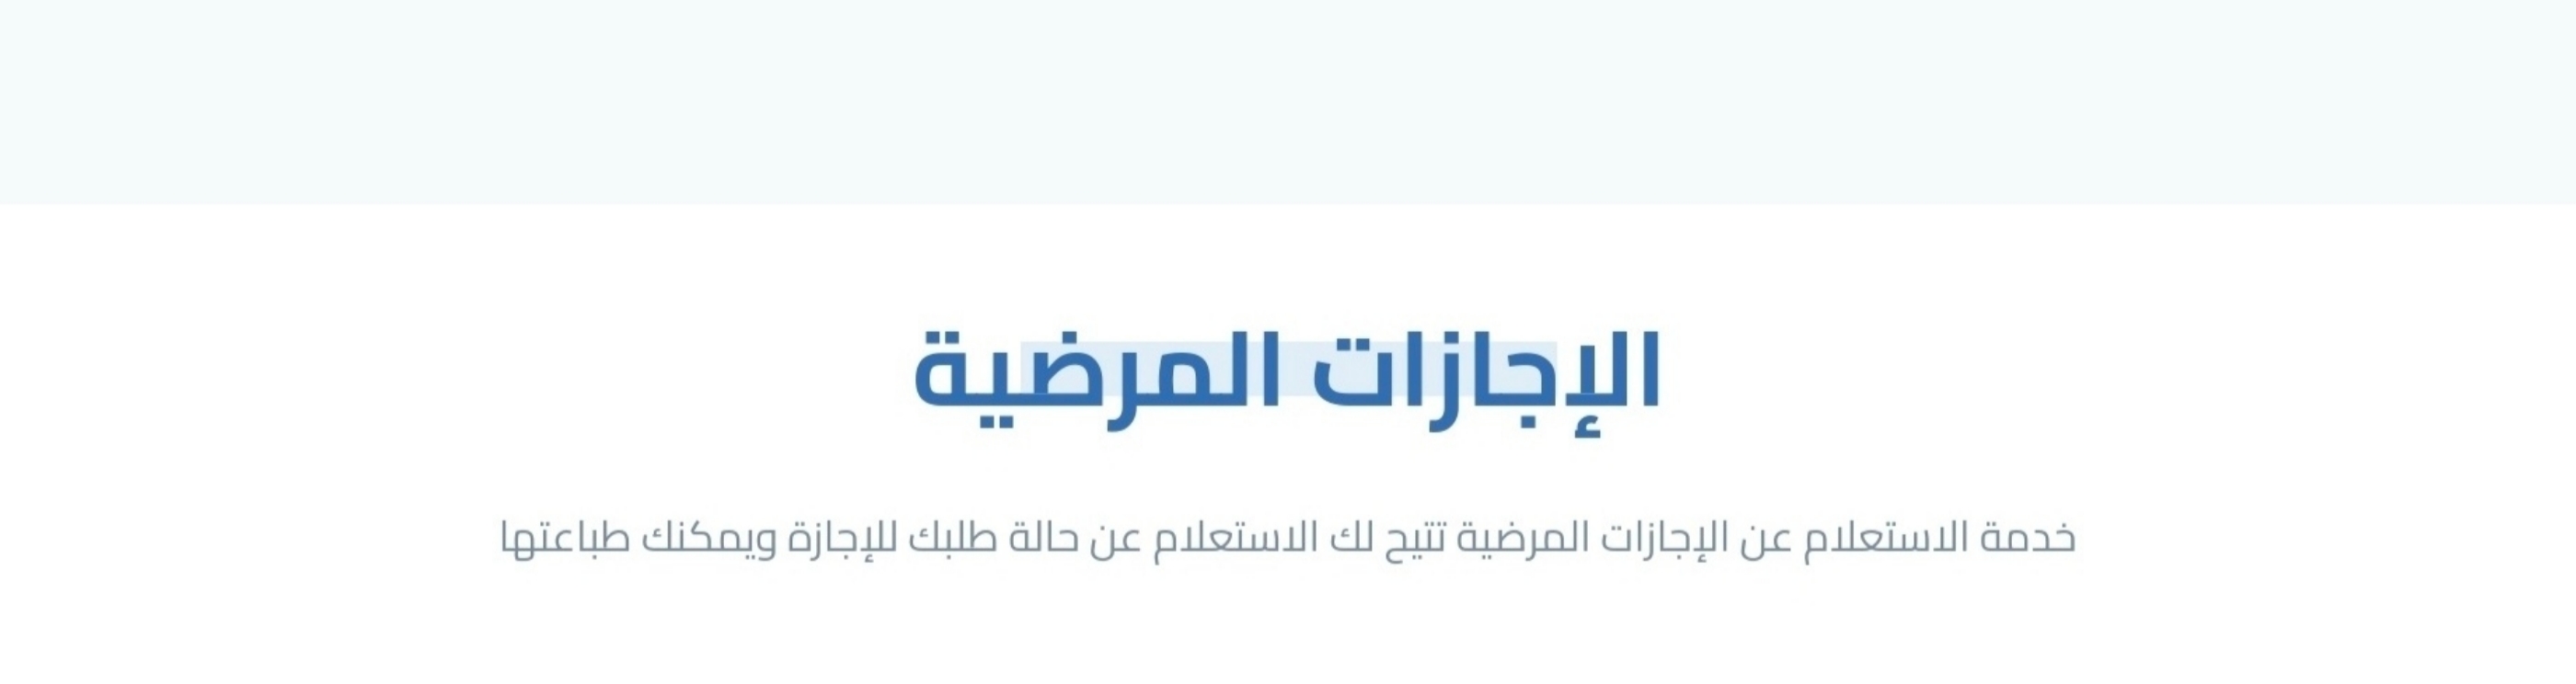 الإجازات المرضية
خدمة الاستعلام عن الإجازات المرضية تتيح لك الاستعلام عن حالة طلبك للإجازة ويمكنك طباعتها